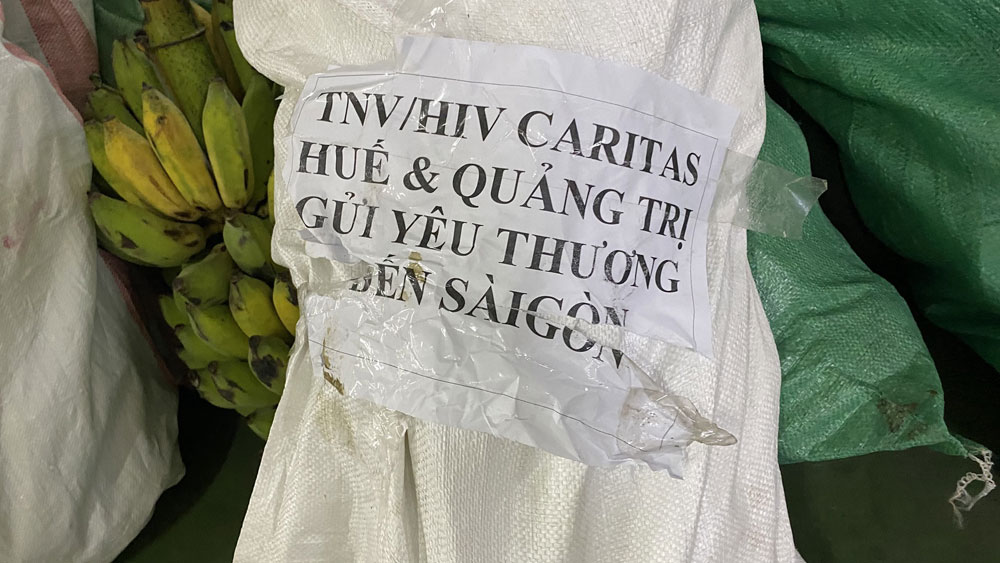 TNV/HIV CARITAS
HUẾ & QUẢNG TRỊ
GỬI YÊU THƯƠNG
ĐẾN SÀIGÒN